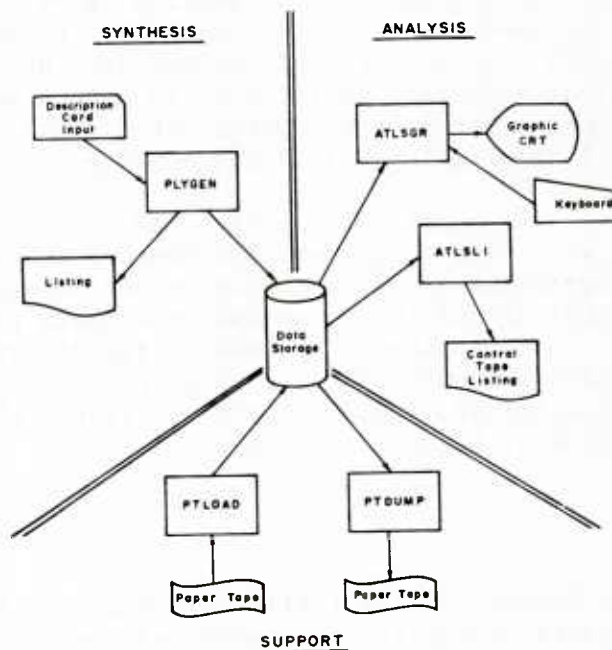 SYNTHESIS
ANALYSIS
Description
Card
Input
PLYGEN
Listing
ATLSGR
Graphic
CRT
Keyboard
ATLSLI
Control
Tape
Listing
Data
Storage
PTLOAD
PTDUMP
Paper Tape
Paper Tape
SUPPORT